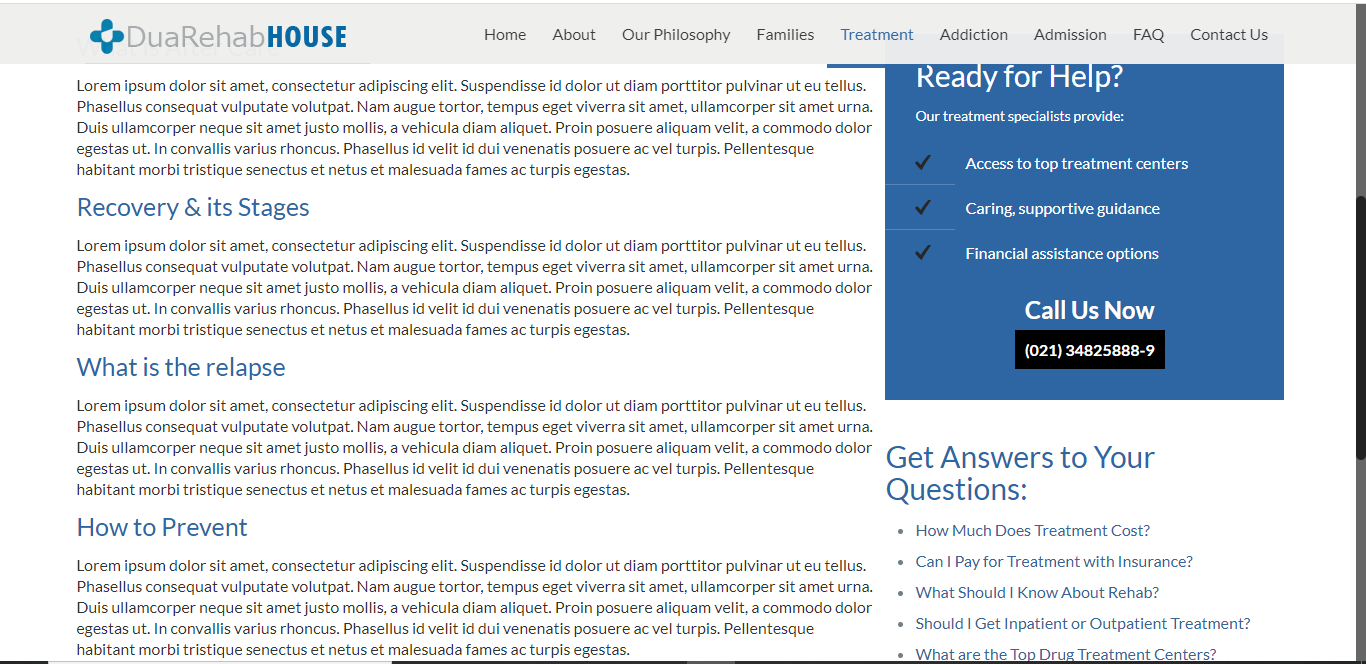 DuaRehabHOUSE
Home About Our Philosophy Families Treatment Addiction Admission FAQ Contact Us
Lorem ipsum dolor sit amet, consectetur adipiscing elit. Suspendisse id dolor ut diam porttitor pulvinar ut eu tellus.
Phasellus consequat vulputate volutpat. Nam augue tortor, tempus eget viverra sit amet, ullamcorper sit amet urna.
Duis ullamcorper neque sit amet justo mollis, a vehicula diam aliquet. Proin posuere aliquam velit, a commodo dolor
egestas ut. In convallis varius rhoncus. Phasellus id velit id dui venenatis posuere ac vel turpis. Pellentesque
habitant morbi tristique senectus et netus et malesuada fames ac turpis egestas.
Recovery & its Stages
Lorem ipsum dolor sit amet, consectetur adipiscing elit. Suspendisse id dolor ut diam porttitor pulvinar ut eu tellus.
Phasellus consequat vulputate volutpat. Nam augue tortor, tempus eget viverra sit amet, ullamcorper sit amet urna.
Duis ullamcorper neque sit amet justo mollis, a vehicula diam aliquet. Proin posuere aliquam velit, a commodo dolor
egestas ut. In convallis varius rhoncus. Phasellus id velit id dui venenatis posuere ac vel turpis. Pellentesque
habitant morbi tristique senectus et netus et malesuada fames ac turpis egestas.
What is the relapse
Lorem ipsum dolor sit amet, consectetur adipiscing elit. Suspendisse id dolor ut diam porttitor pulvinar ut eu tellus.
Phasellus consequat vulputate volutpat. Nam augue tortor, tempus eget viverra sit amet, ullamcorper sit amet urna.
Duis ullamcorper neque sit amet justo mollis, a vehicula diam aliquet. Proin posuere aliquam velit, a commodo dolor
egestas ut. In convallis varius rhoncus. Phasellus id velit id dui venenatis posuere ac vel turpis. Pellentesque
habitant morbi tristique senectus et netus et malesuada fames ac turpis egestas.
How to Prevent
Lorem ipsum dolor sit amet, consectetur adipiscing elit. Suspendisse id dolor ut diam porttitor pulvinar ut eu tellus.
Phasellus consequat vulputate volutpat. Nam augue tortor, tempus eget viverra sit amet, ullamcorper sit amet urna.
Duis ullamcorper neque sit amet justo mollis, a vehicula diam aliquet. Proin posuere aliquam velit, a commodo dolor
egestas ut. In convallis varius rhoncus. Phasellus id velit id dui venenatis posuere ac vel turpis. Pellentesque
habitant morbi tristique senectus et netus et malesuada fames ac turpis egestas.
Ready for Help?
Our treatment specialists provide:
Access to top treatment centers
Caring, supportive guidance
Financial assistance options
Call Us Now
(021) 34825888-9
Get Answers to Your
Questions:
How Much Does Treatment Cost?
Can I Pay for Treatment with Insurance?
What Should I Know About Rehab?
Should I Get Inpatient or Outpatient Treatment?
What are the Top Drug Treatment Centers?